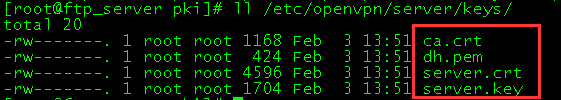 [root@ftp_server pki]# ll /etc/openvpn/server/keys/
total 20
-rw-------. 1 root root 1168 Feb  3 13:51 ca.crt
-rw-------. 1 root root  424 Feb  3 13:51 dh.pem
-rw-------. 1 root root 4596 Feb  3 13:51 server.crt
-rw-------. 1 root root 1704 Feb  3 13:51 server.key